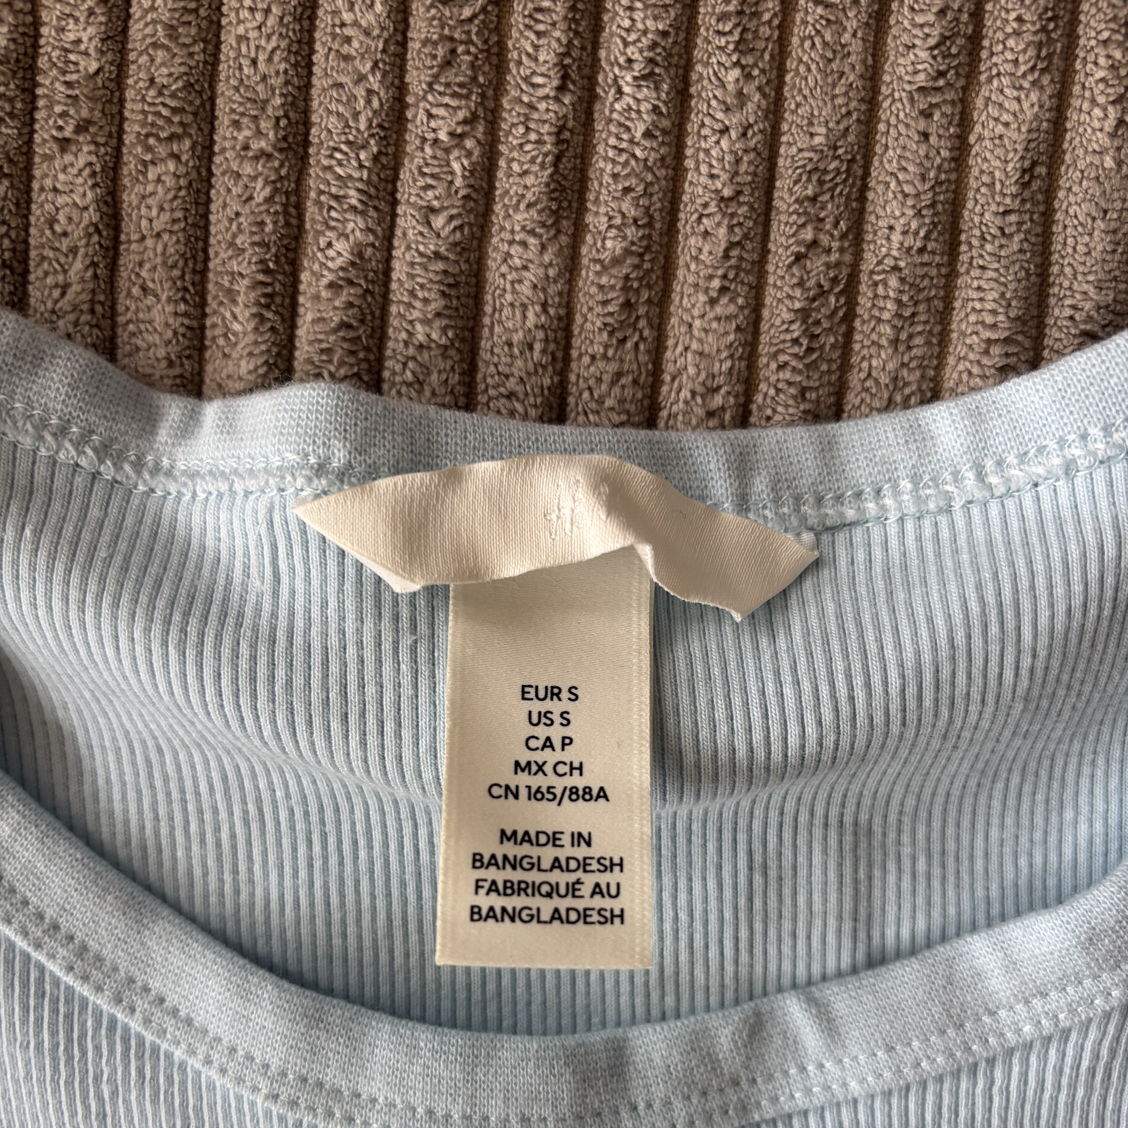 H&M
EUR S
US S
CA P
MX CH
CN 165/88A
MADE IN
BANGLADESH
FABRIQUÉ AU
BANGLADESH